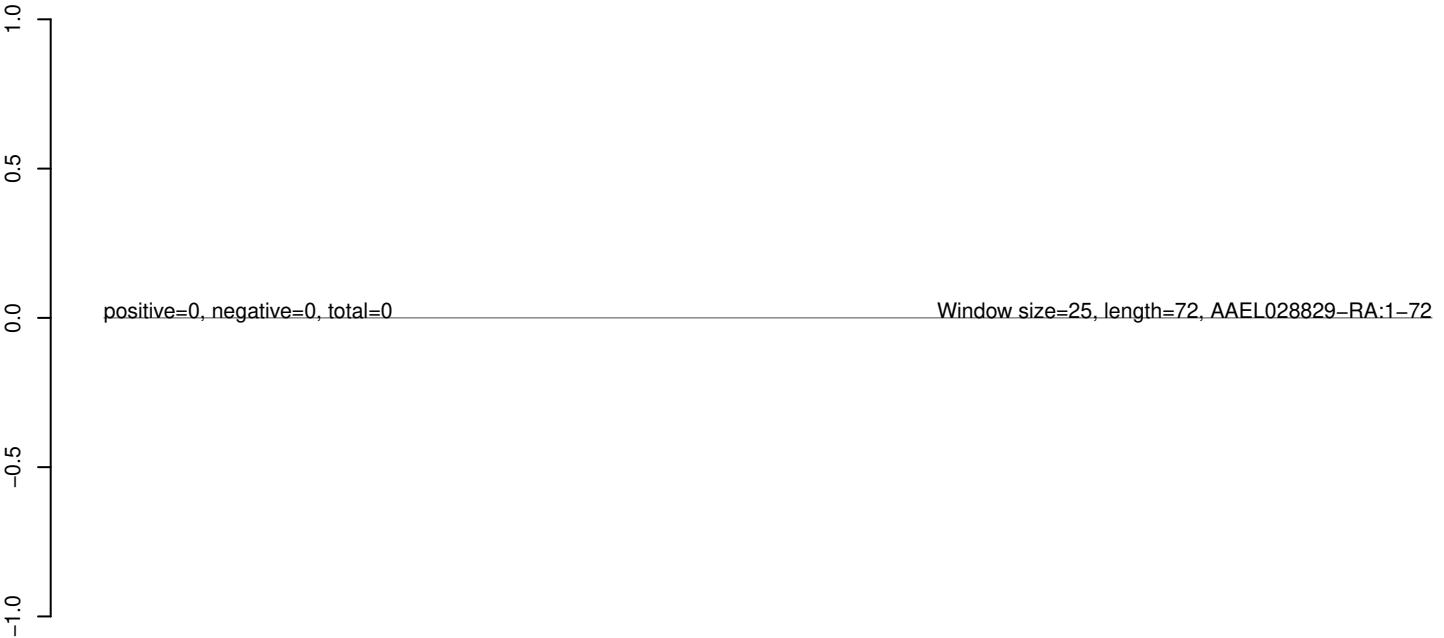 1.0
0.5
0.0
−0.5
−1.0
positive=0, negative=0, total=0
Window size=25, length=72, AAEL028829−RA:1−72